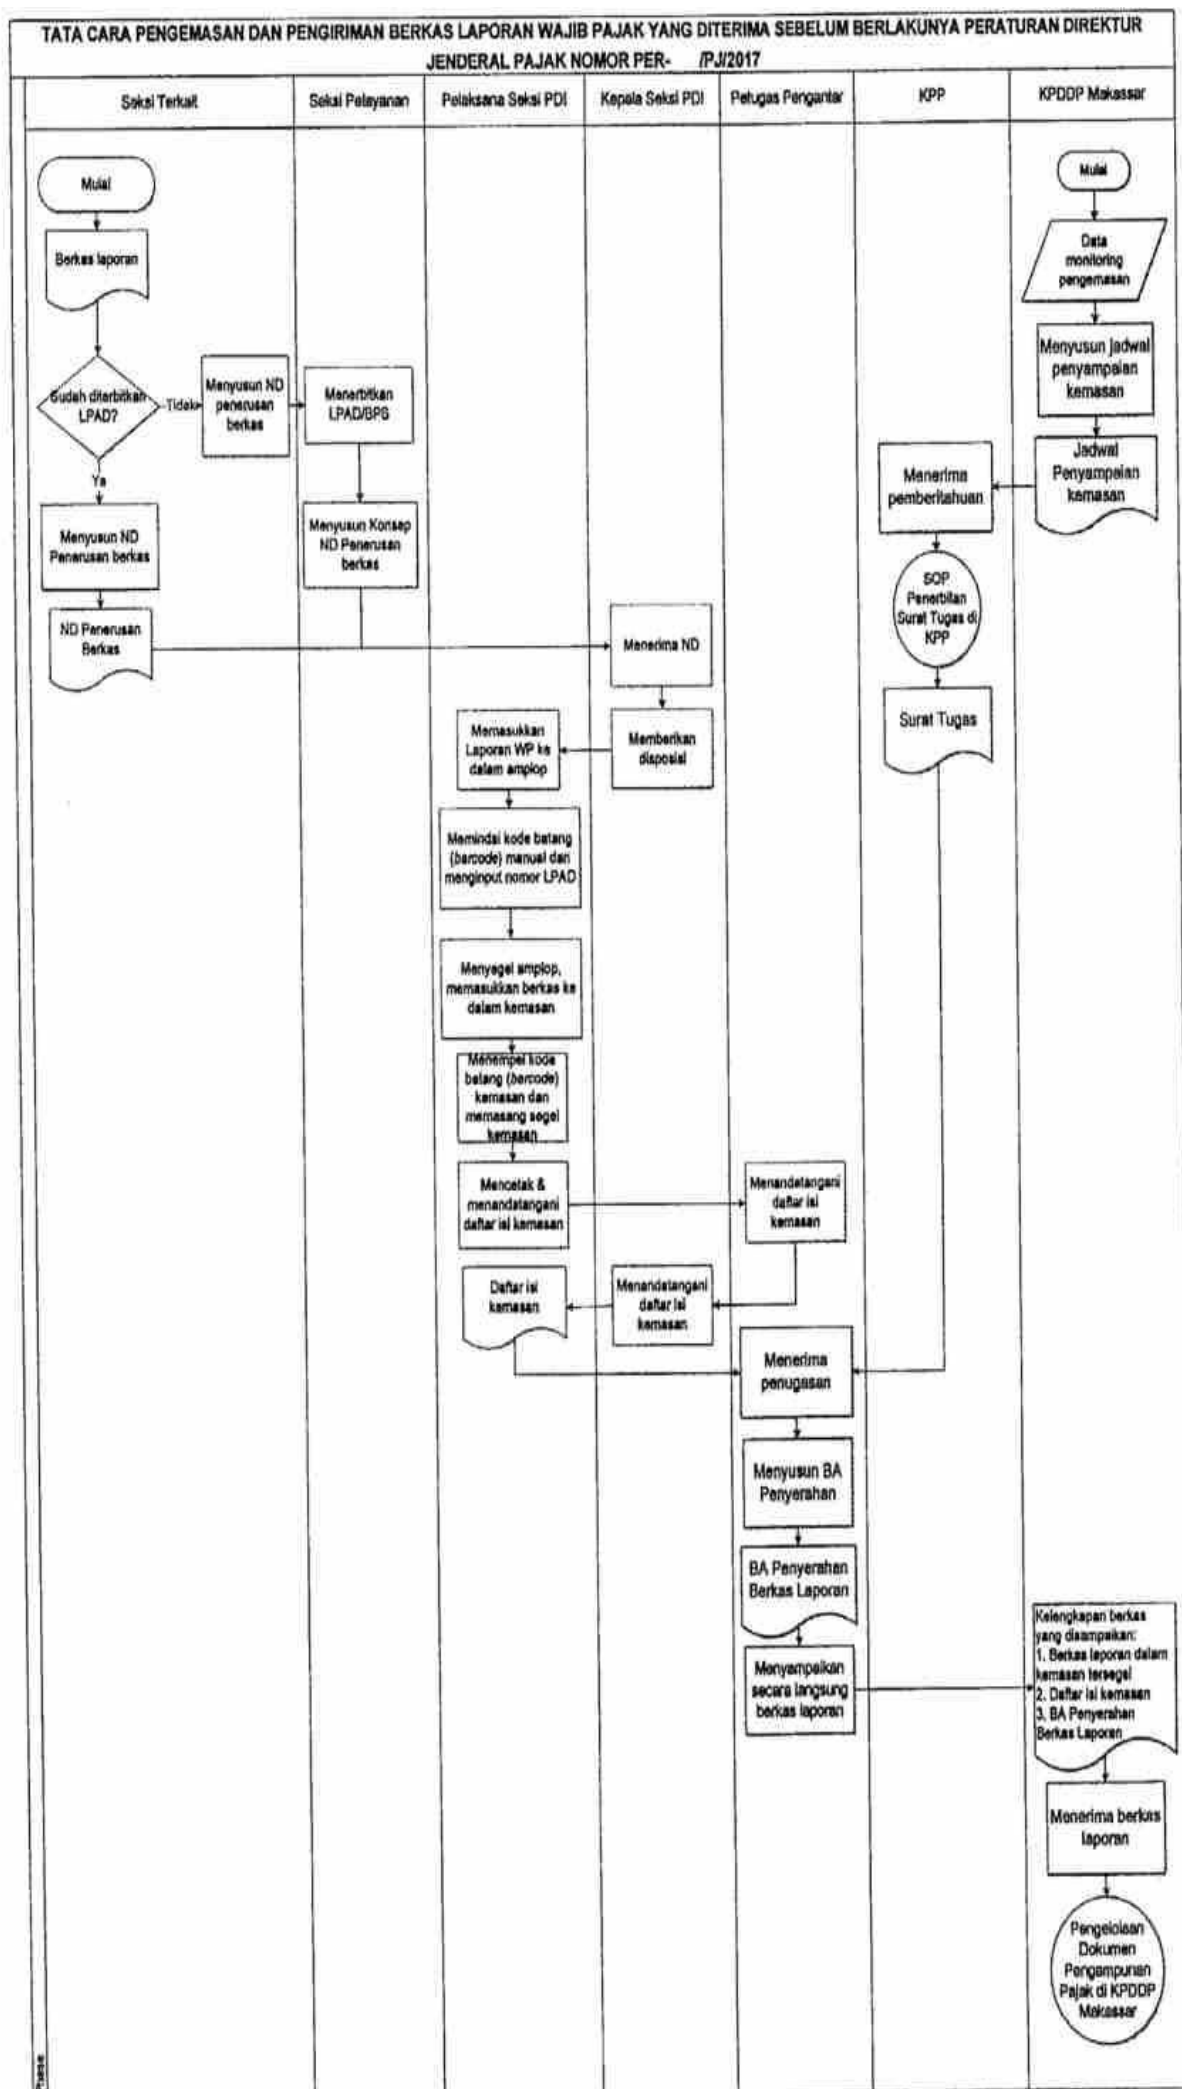 TATA CARA PENGEMASAN DAN PENGIRIMAN BERKAS LAPORAN WAJIB PAJAK YANG DITERIMA SEBELUM BERLAKUNYA PERATURAN DIREKTUR
JENDERAL PAJAK NOMOR PER- /PJ/2017
Seksi Terkait
Seksi Pelayanan
Pelaksana Seksi PDI
Kepala Seksi PDI
Petugas Pengantar
KPP
KPDDP Makassar
Mulai
Berkas laporan
Sudah diterbitkan
LPAD?
Tidak
Menyusun ND
penerusan
berkas
Ya
Menyusun ND
Penerusan berkas
ND Penerusan
Berkas
Menerbitkan
LPAD/BPS
Menyusun Konsep
ND Penerusan
berkas
Menerima ND
Memberikan
disposisi
Memasukkan
Laporan WP ke
dalam amplop
Memindai kode batang
(barcode) manual dan
menginput nomor LPAD
Menyegel amplop,
memasukkan berkas ke
dalam kemasan
Menempel kode
batang (barcode)
kemasan dan
memasang segel
kemasan
Mencetak &
menandatangani
daftar isi kemasan
Menandatangani
daftar isi
kemasan
Menandatangani
daftar isi
kemasan
Daftar isi
kemasan
Mulai
Data
monitoring
pengemasan
Menyusun jadwal
penyampaian
kemasan
Jadwal
Penyampaian
kemasan
Menerima
pemberitahuan
SOP
Penerbitan
Surat Tugas di
KPP
Surat Tugas
Menerima
penugasan
Menyusun BA
Penyerahan
BA Penyerahan
Berkas Laporan
Menyampaikan
secara langsung
berkas laporan
Kelengkapan berkas
yang disampaikan:
1. Berkas laporan dalam
kemasan tersegel
2. Daftar isi kemasan
3. BA Penyerahan
Berkas Laporan
Menerima berkas
laporan
Pengelolaan
Dokumen
Pengampunan
Pajak di KPDDP
Makassar